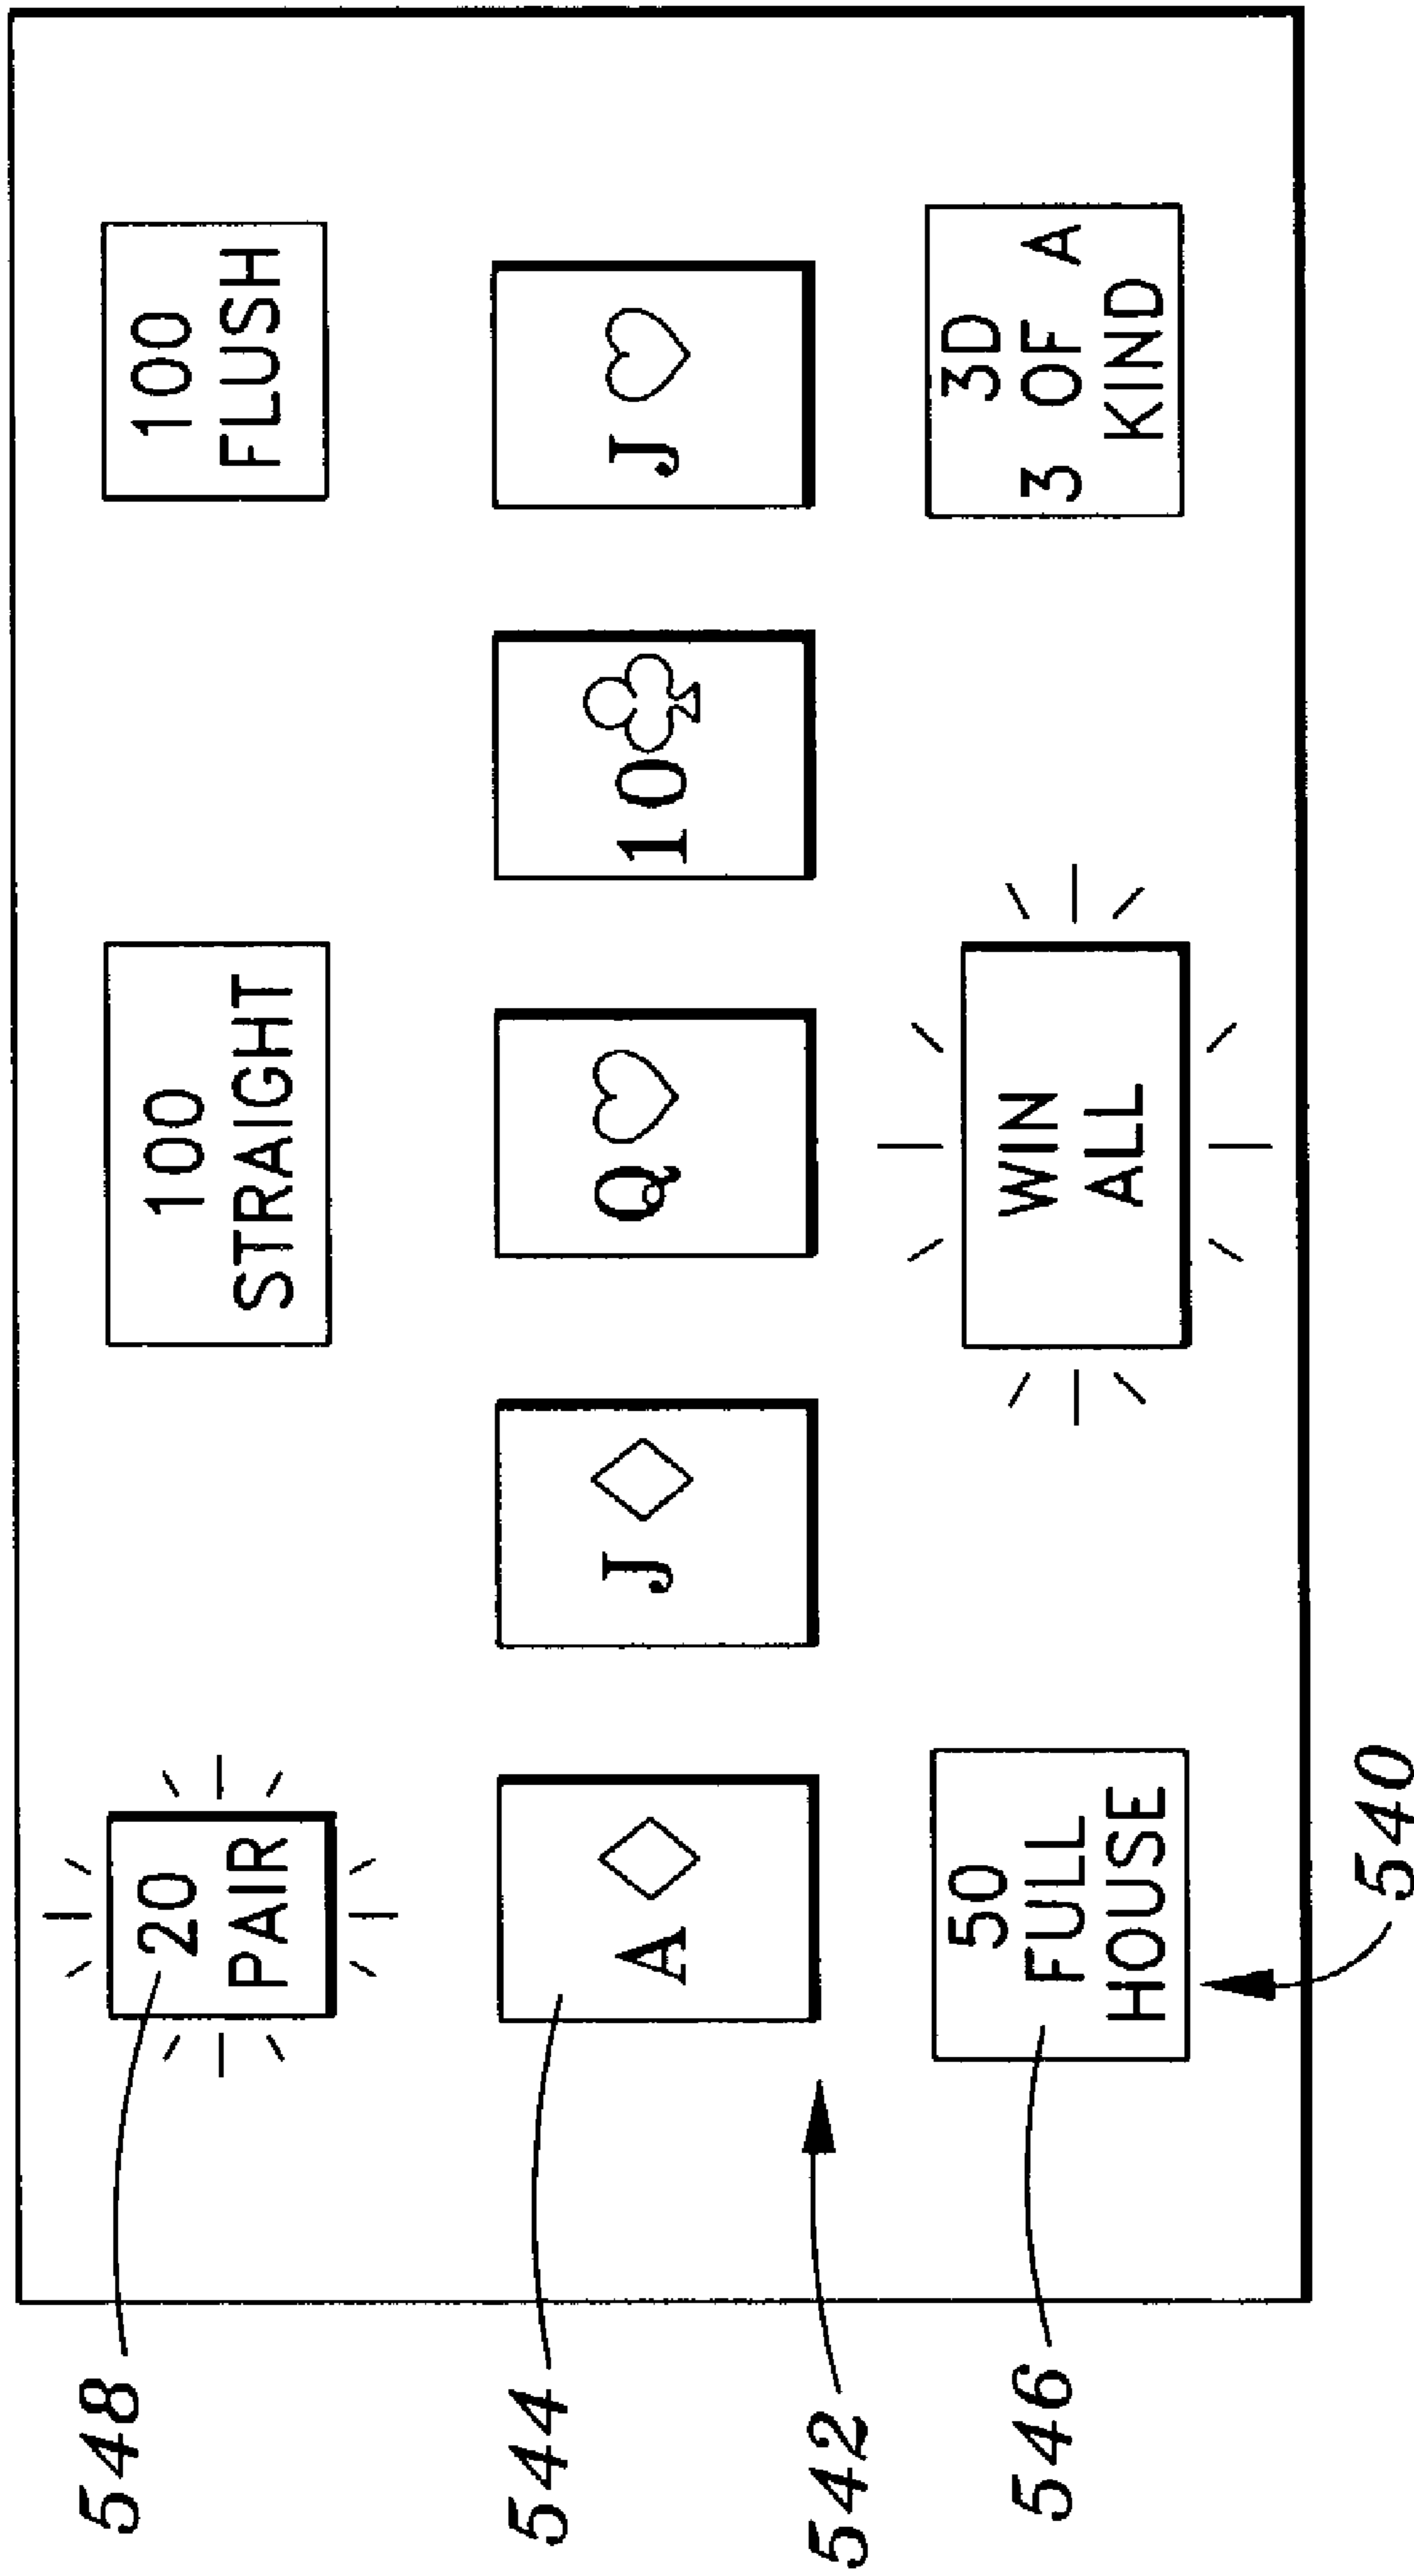 20
PAIR
100
STRAIGHT
100
FLUSH
A♢
J♢
Q♡
10♧
J♡
50
FULL
HOUSE
WIN
ALL
3D
3 OF A
KIND
548
544
542
546
540